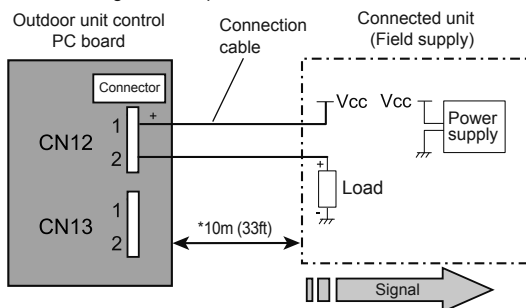 Outdoor unit control
PC board
Connection
cable
Connected unit
(Field supply)
Connector
CN12
1
+
2
CN13
1
2
Vcc
Vcc
Power
supply
+
Load
-
*10m (33ft)
Signal